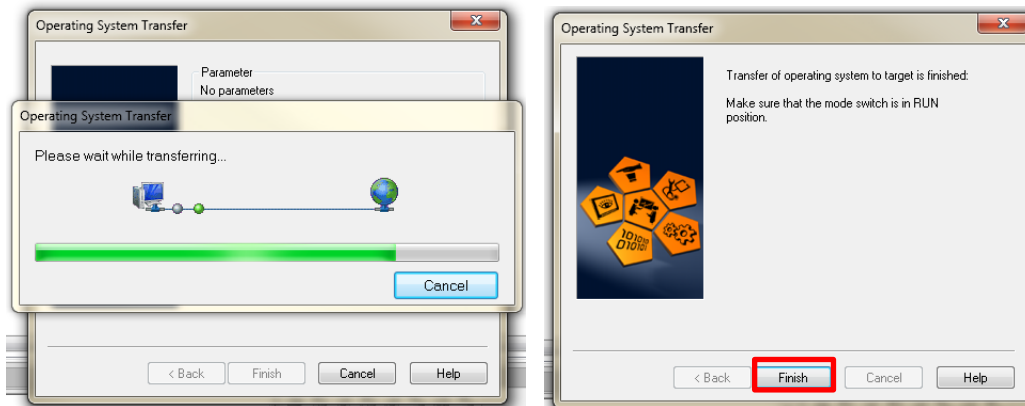 Operating System Transfer
Parameter
No parameters
Operating System Transfer
Please wait while transferring...
Cancel
< Back
Finish
Cancel
Help
Operating System Transfer
Transfer of operating system to target is finished:
Make sure that the mode switch is in RUN
position.
10101
010101
< Back
Finish
Cancel
Help